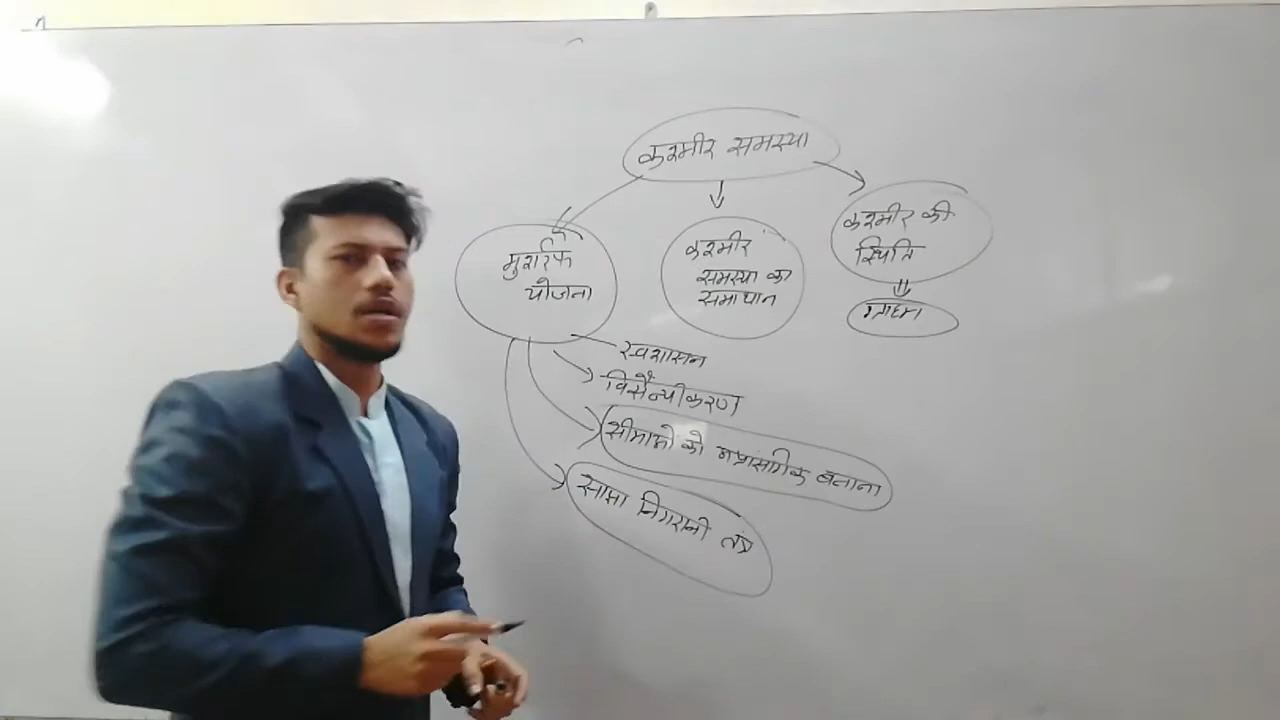 कश्मीर समस्या
मुशर्रफ
योजना
कश्मीर
समस्या का
समाधान
कश्मीर की
स्थिति
स्वशासन
विसैन्यीकरण
सीमाओ को अप्रासंगिक बनाना
साझा निगरानी तंत्र